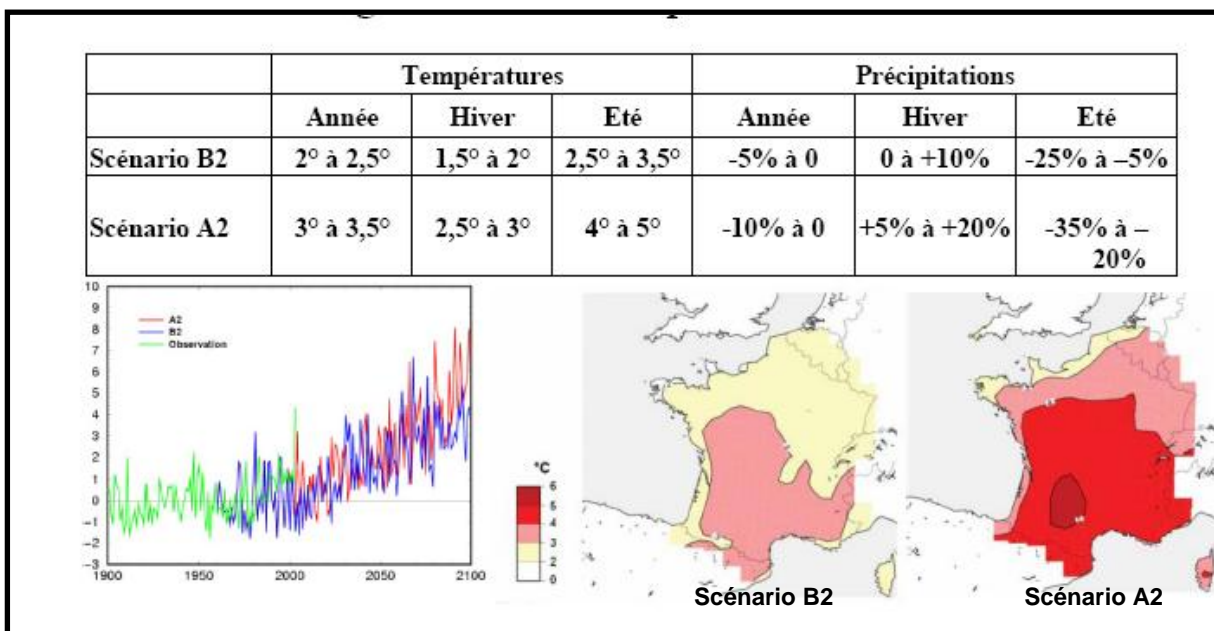 Températures Précipitations
Année Hiver Eté Année Hiver Eté
Scénario B2 2° à 2,5° 1,5° à 2° 2,5° à 3,5° -5% à 0 0 à +10% -25% à –5%
Scénario A2 3° à 3,5° 2,5° à 3° 4° à 5° -10% à 0 +5% à +20% -35% à –
20%
10
9
8
7
6
5
4
3
2
1
0
−1
−2
−3
A2
B2
Observation
1900 1950 2000 2050 2100
°C
6
5
4
3
2
0
Scénario B2 Scénario A2